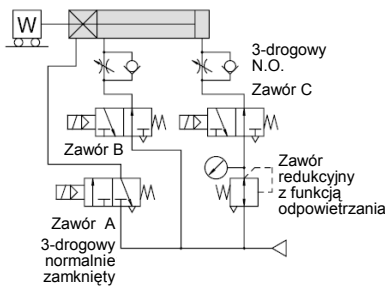 W
3-drogowy
N.O.
Zawór C
Zawór B
Zawór
redukcyjny
z funkcją
odpowietrzania
Zawór A
3-drogowy
normalnie
zamknięty